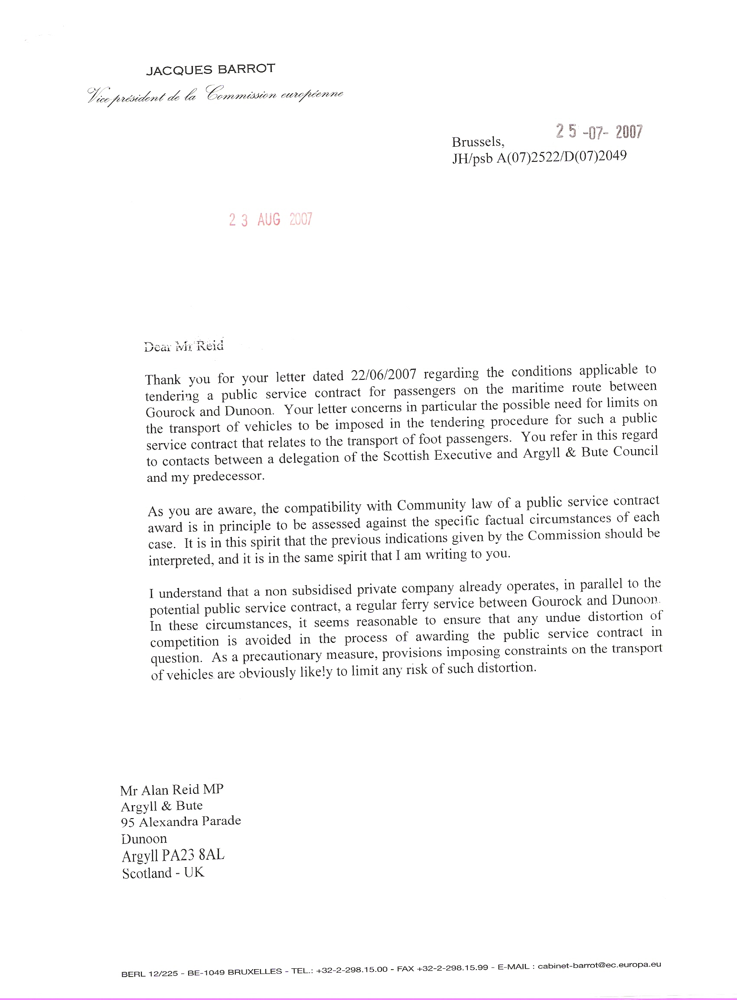 JACQUES BARROT
Vice-président de la Commission européenne
25 -07- 2007
Brussels,
JH/psb A(07)2522/D(07)2049
23 AUG 2007
Dear Mr Reid
Thank you for your letter dated 22/06/2007 regarding the conditions applicable to
tendering a public service contract for passengers on the maritime route between
Gourock and Dunoon. Your letter concerns in particular the possible need for limits on
the transport of vehicles to be imposed in the tendering procedure for such a public
service contract that relates to the transport of foot passengers. You refer in this regard
to contacts between a delegation of the Scottish Executive and Argyll & Bute Council
and my predecessor.
As you are aware, the compatibility with Community law of a public service contract
award is in principle to be assessed against the specific factual circumstances of each
case. It is in this spirit that the previous indications given by the Commission should be
interpreted, and it is in the same spirit that I am writing to you.
I understand that a non subsidised private company already operates, in parallel to the
potential public service contract, a regular ferry service between Gourock and Dunoon.
In these circumstances, it seems reasonable to ensure that any undue distortion of
competition is avoided in the process of awarding the public service contract in
question. As a precautionary measure, provisions imposing constraints on the transport
of vehicles are obviously likely to limit any risk of such distortion.
Mr Alan Reid MP
Argyll & Bute
95 Alexandra Parade
Dunoon
Argyll PA23 8AL
Scotland - UK
BERL 12/225 - BE-1049 BRUXELLES - TEL.: +32-2-298.15.00 - FAX +32-2-298.15.99 - E-MAIL : cabinet-barrot@ec.europa.eu